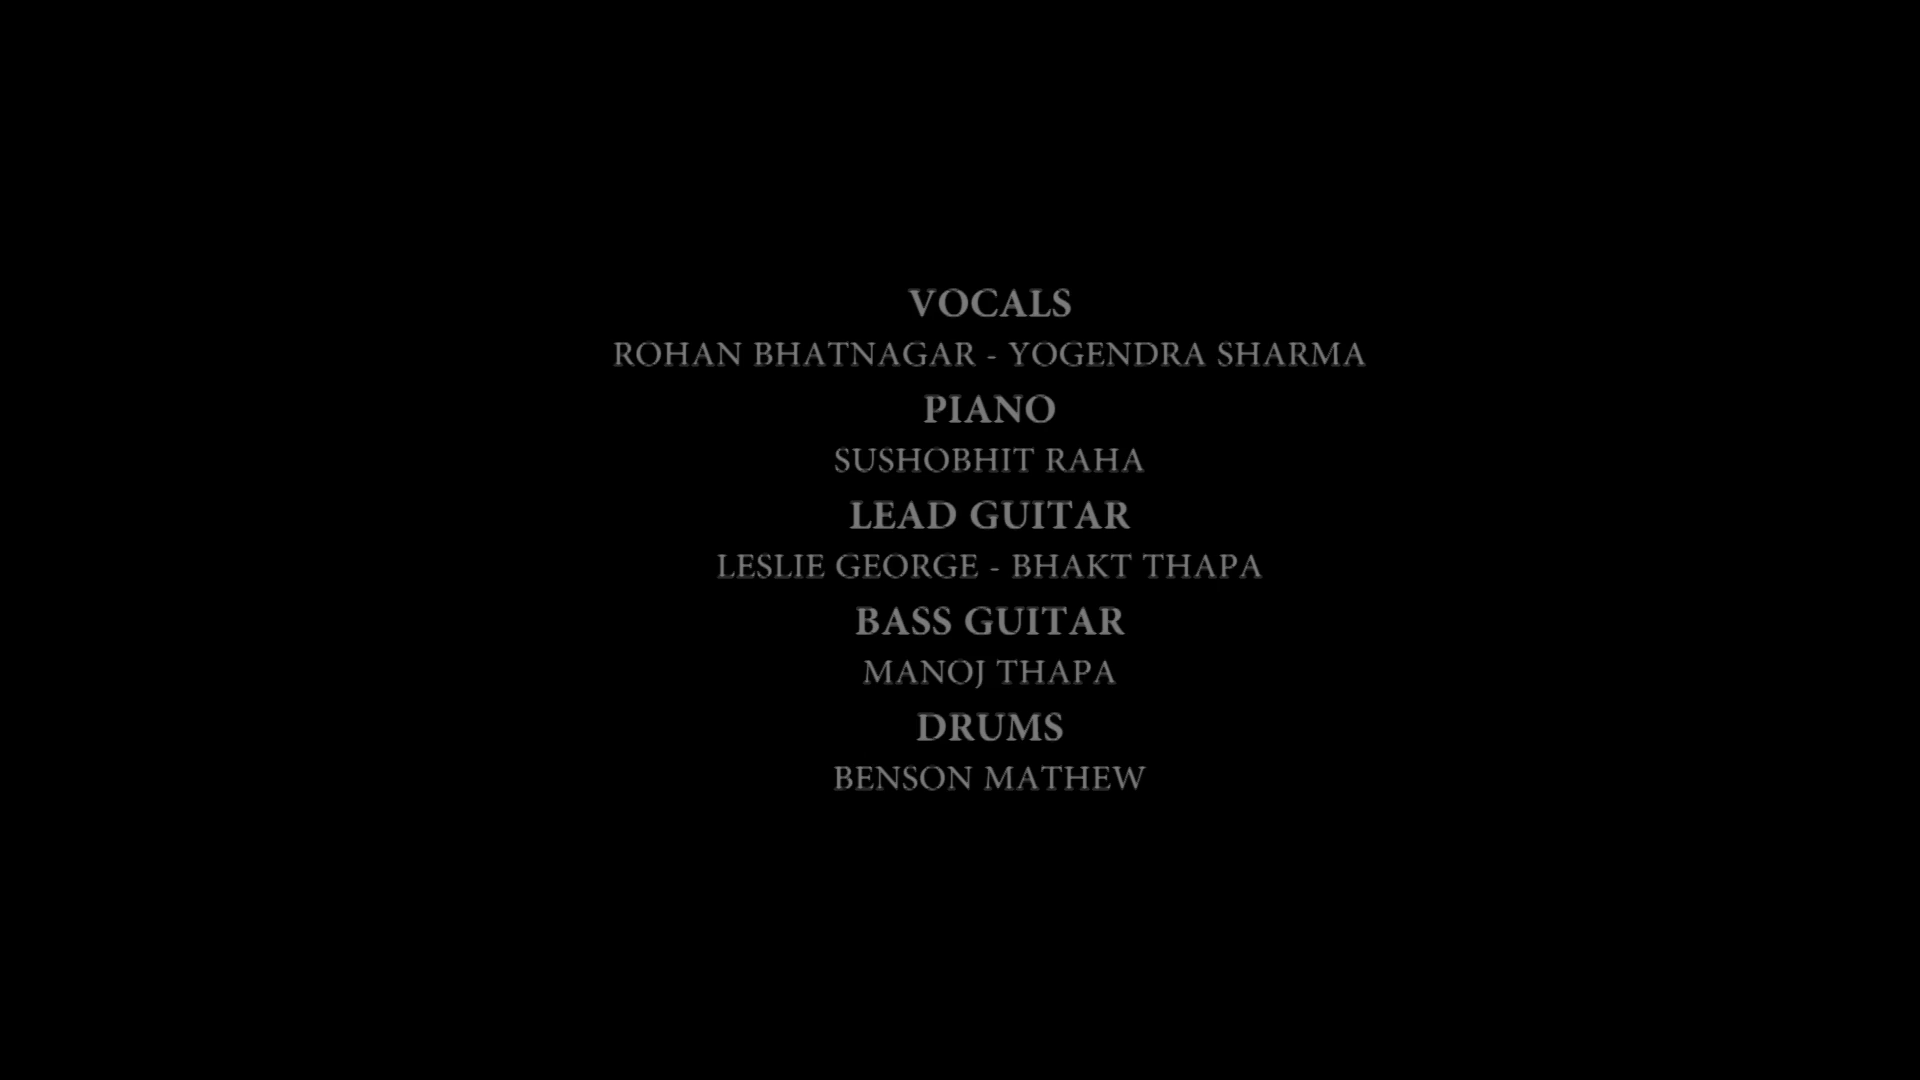 VOCALS
ROHAN BHATNAGAR - YOGENDRA SHARMA
PIANO
SUSHOBHIT RAHA
LEAD GUITAR
LESLIE GEORGE - BHAKT THAPA
BASS GUITAR
MANOJ THAPA
DRUMS
BENSON MATHEW